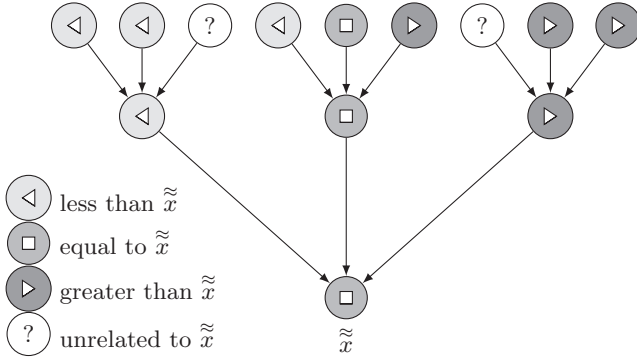 ?
?
less than x̃̃
equal to x̃̃
greater than x̃̃
? unrelated to x̃̃
x̃̃